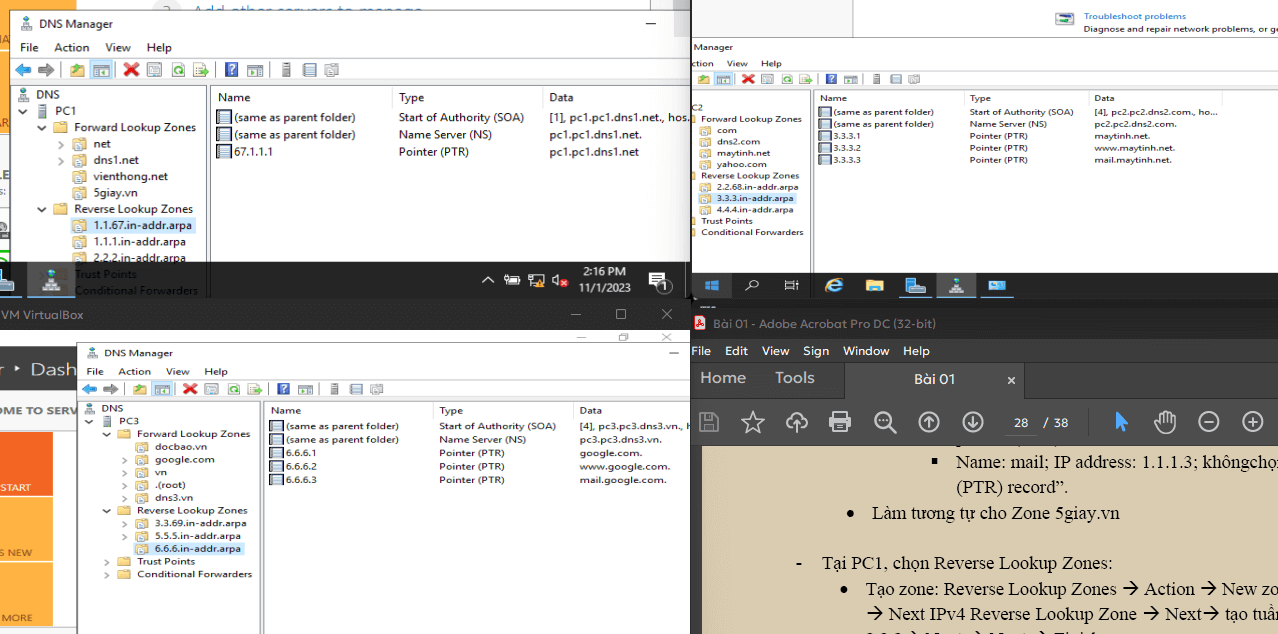 Add other servers to manage
DNS Manager
File Action View Help
DNS
PC1
Forward Lookup Zones
net
dns1.net
vienthong.net
5giay.vn
Reverse Lookup Zones
1.1.67.in-addr.arpa
1.1.1.in-addr.arpa
2.2.2.in-addr.arpa
Trust Points
Conditional Forwarders
Name Type Data
(same as parent folder) Start of Authority (SOA) [1], pc1.pc1.dns1.net., hos.
(same as parent folder) Name Server (NS) pc1.pc1.dns1.net.
67.1.1.1 Pointer (PTR) pc1.pc1.dns1.net
2:16 PM
11/1/2023
1
Troubleshoot problems
Diagnose and repair network problems, or ge
Manager
ction View Help
C2
Forward Lookup Zones
com
dns2.com
maytinh.net
yahoo.com
Reverse Lookup Zones
2.2.68.in-addr.arpa
3.3.3.in-addr.arpa
4.4.4.in-addr.arpa
Trust Points
Conditional Forwarders
Name Type Data
(same as parent folder) Start of Authority (SOA) [4], pc2.pc2.dns2.com., ho...
(same as parent folder) Name Server (NS) pc2.pc2.dns2.com.
3.3.3.1 Pointer (PTR) maytinh.net.
3.3.3.2 Pointer (PTR) www.maytinh.net.
3.3.3.3 Pointer (PTR) mail.maytinh.net.
VM VirtualBox
r • Dash
OME TO SERV
START
S NEW
MORE
DNS Manager
File Action View Help
DNS
PC3
Forward Lookup Zones
docbao.vn
google.com
vn
.(root)
dns3.vn
Reverse Lookup Zones
3.3.69.in-addr.arpa
5.5.5.in-addr.arpa
6.6.6.in-addr.arpa
Trust Points
Conditional Forwarders
Name Type Data
(same as parent folder) Start of Authority (SOA) [4], pc3.pc3.dns3.vn., h
(same as parent folder) Name Server (NS) pc3.pc3.dns3.vn.
6.6.6.1 Pointer (PTR) google.com.
6.6.6.2 Pointer (PTR) www.google.com.
6.6.6.3 Pointer (PTR) mail.google.com.
Bài 01 - Adobe Acrobat Pro DC (32-bit)
File Edit View Sign Window Help
Home Tools Bài 01 ×
28 / 38
▪ Name: mail; IP address: 1.1.1.3; khôngchọ
(PTR) record”.
• Làm tương tự cho Zone 5giay.vn
- Tại PC1, chọn Reverse Lookup Zones:
• Tạo zone: Reverse Lookup Zones → Action → New zo
→ Next IPv4 Reverse Lookup Zone → Next→ tạo tuầ